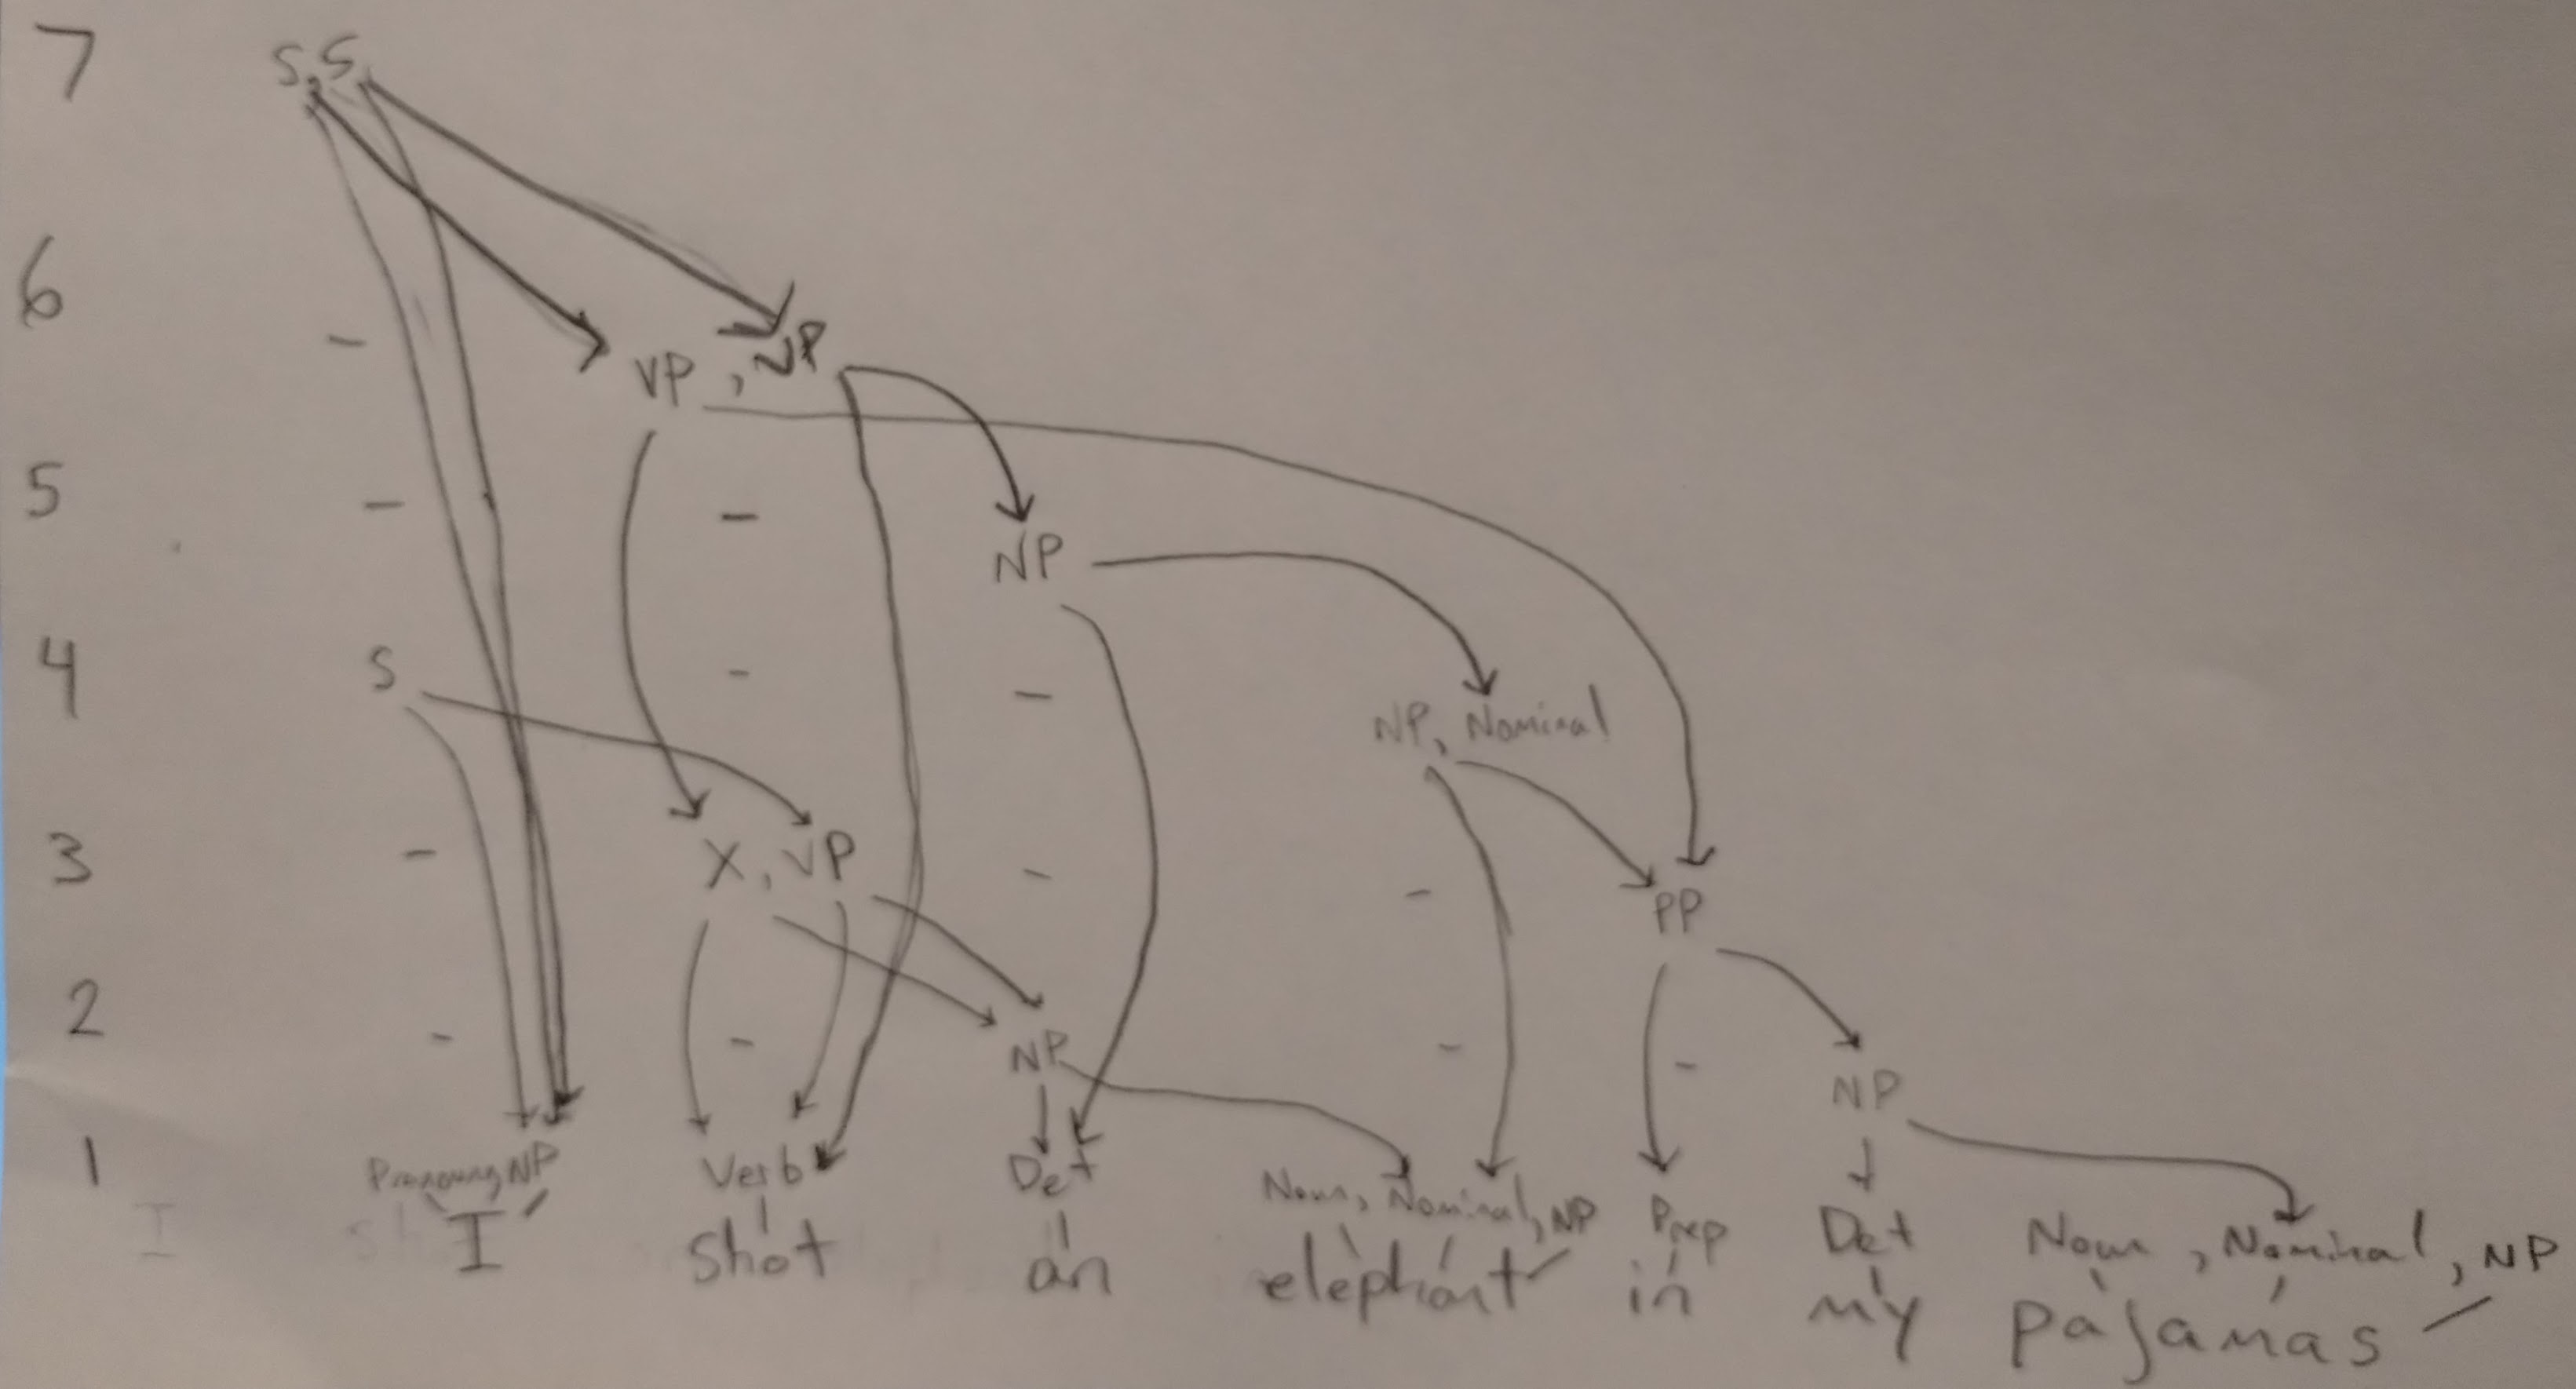 7 S, S
6 - VP, VP
5 - - NP
4 S - - NP, Nominal
3 - X, VP - - PP
2 - - NP - - NP
1 Pronoun, NP Verb Det Noun, Nominal, NP Prep Det Noun, Nominal, NP
I shot an elephant in my pajamas